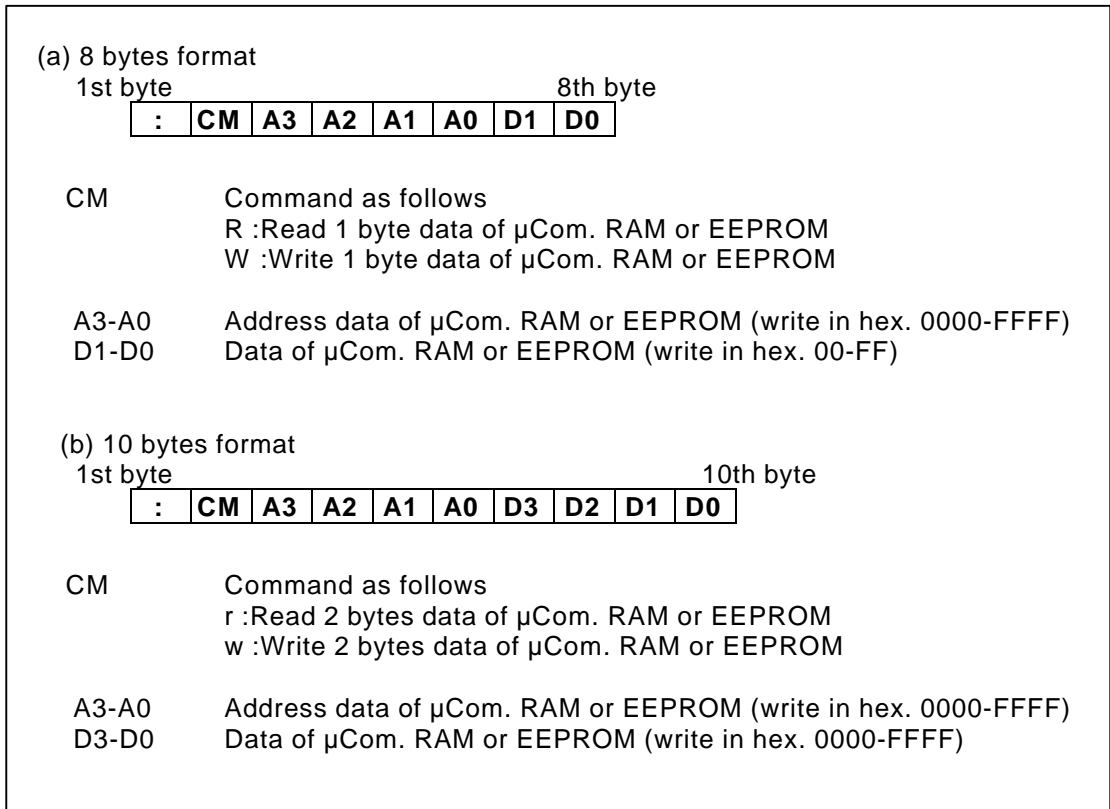 (a) 8 bytes format
1st byte 8th byte
: CM A3 A2 A1 A0 D1 D0
CM Command as follows
R :Read 1 byte data of µCom. RAM or EEPROM
W :Write 1 byte data of µCom. RAM or EEPROM
A3-A0 Address data of µCom. RAM or EEPROM (write in hex. 0000-FFFF)
D1-D0 Data of µCom. RAM or EEPROM (write in hex. 00-FF)
(b) 10 bytes format
1st byte 10th byte
: CM A3 A2 A1 A0 D3 D2 D1 D0
CM Command as follows
r :Read 2 bytes data of µCom. RAM or EEPROM
w :Write 2 bytes data of µCom. RAM or EEPROM
A3-A0 Address data of µCom. RAM or EEPROM (write in hex. 0000-FFFF)
D3-D0 Data of µCom. RAM or EEPROM (write in hex. 0000-FFFF)